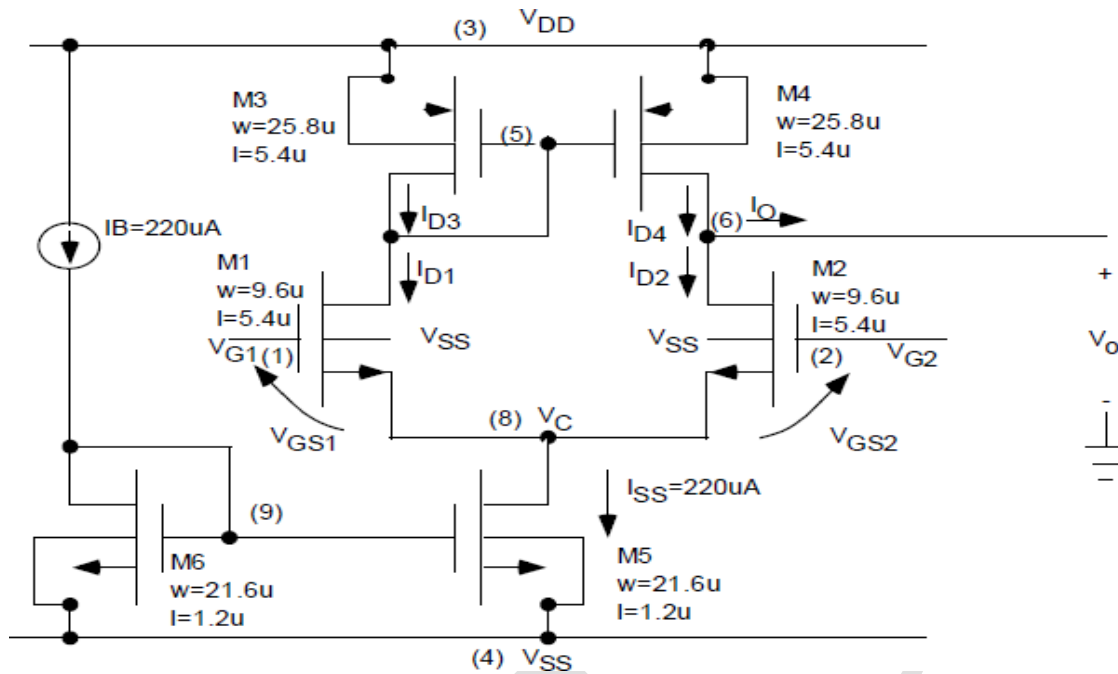 (3) VDD
M3
w=25.8u
l=5.4u
M4
w=25.8u
l=5.4u
(5)
IB=220uA
ID3
ID4
(6)
IO
M1
w=9.6u
l=5.4u
ID1
ID2
M2
w=9.6u
l=5.4u
+
VG1(1)
VSS
VSS
(2)
VG2
Vo
-
(8) VC
VGS1
VGS2
ISS=220uA
(9)
M6
w=21.6u
l=1.2u
M5
w=21.6u
l=1.2u
(4) VSS